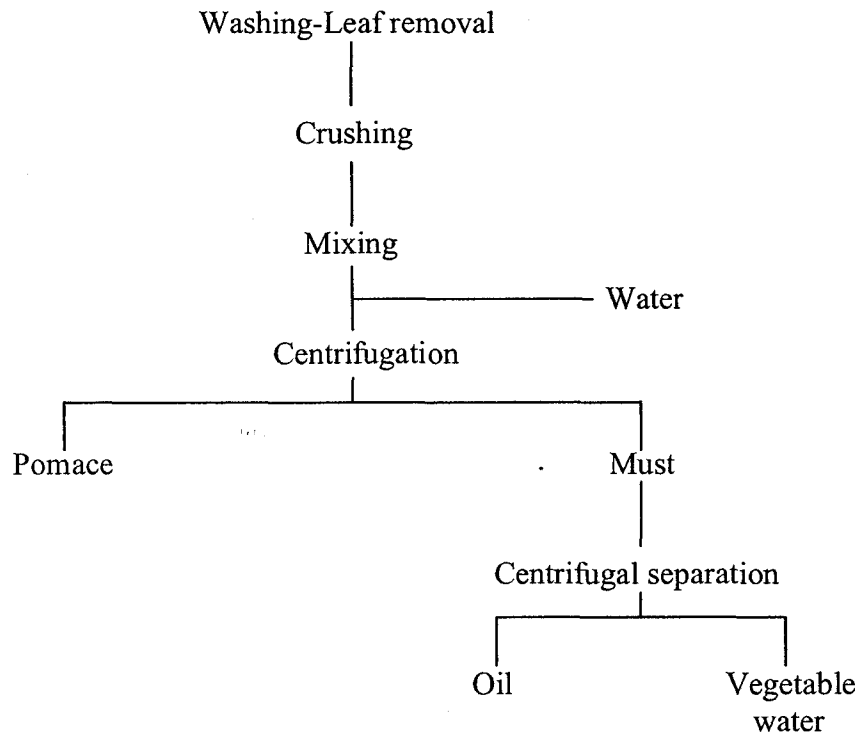 Washing-Leaf removal
Crushing
Mixing
Water
Centrifugation
Pomace
Must
Centrifugal separation
Oil
Vegetable
water